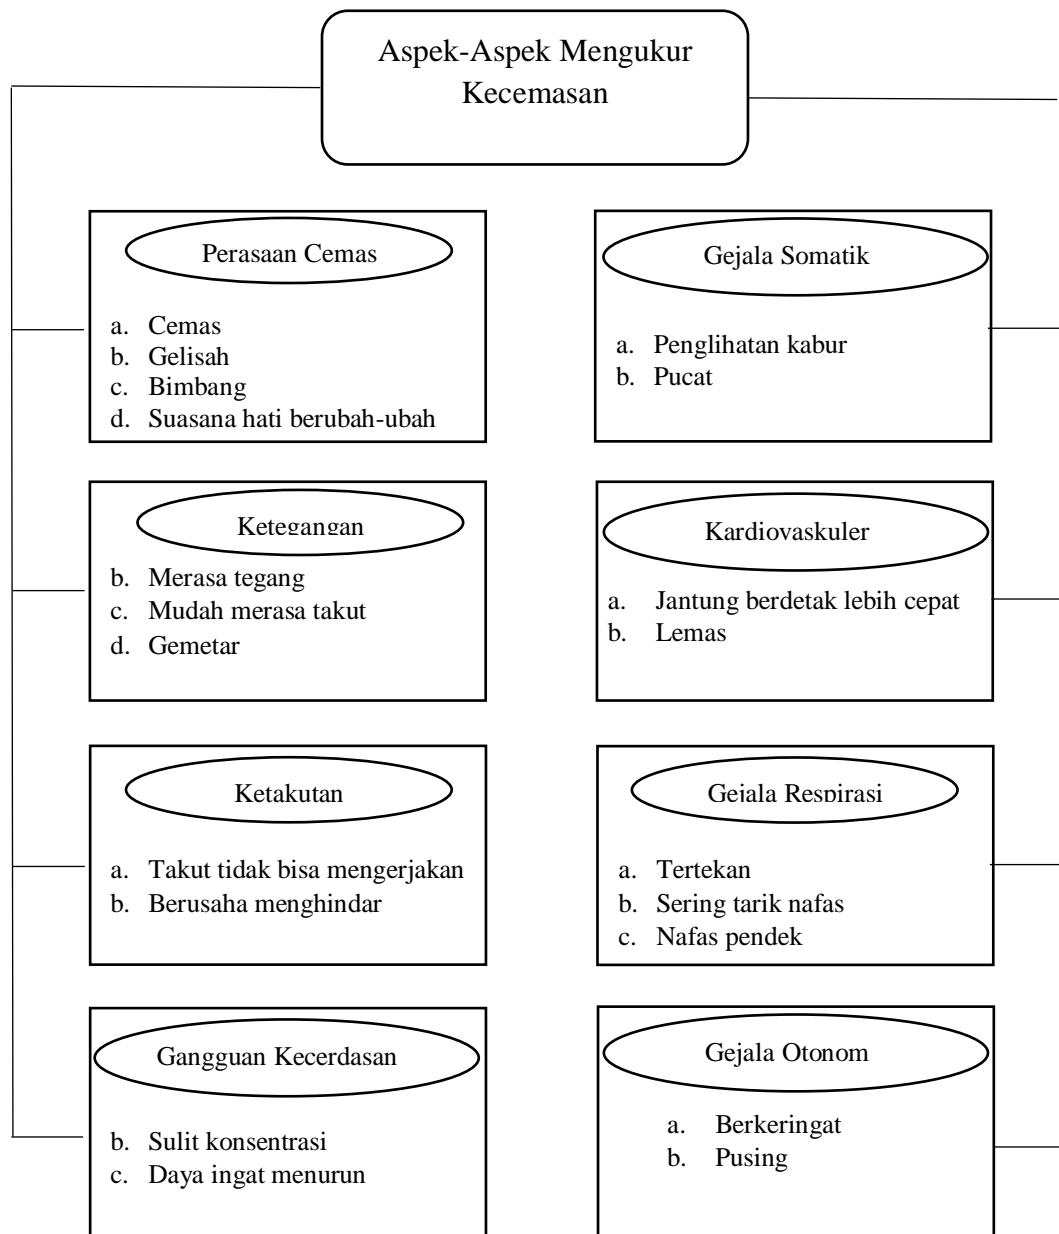 Aspek-Aspek Mengukur
Kecemasan
Perasaan Cemas
a. Cemas
b. Gelisah
c. Bimbang
d. Suasana hati berubah-ubah
Gejala Somatik
a. Penglihatan kabur
b. Pucat
Ketegangan
b. Merasa tegang
c. Mudah merasa takut
d. Gemetar
Kardiovaskuler
a. Jantung berdetak lebih cepat
b. Lemas
Ketakutan
a. Takut tidak bisa mengerjakan
b. Berusaha menghindar
Gejala Respirasi
a. Tertekan
b. Sering tarik nafas
c. Nafas pendek
Gangguan Kecerdasan
b. Sulit konsentrasi
c. Daya ingat menurun
Gejala Otonom
a. Berkeringat
b. Pusing